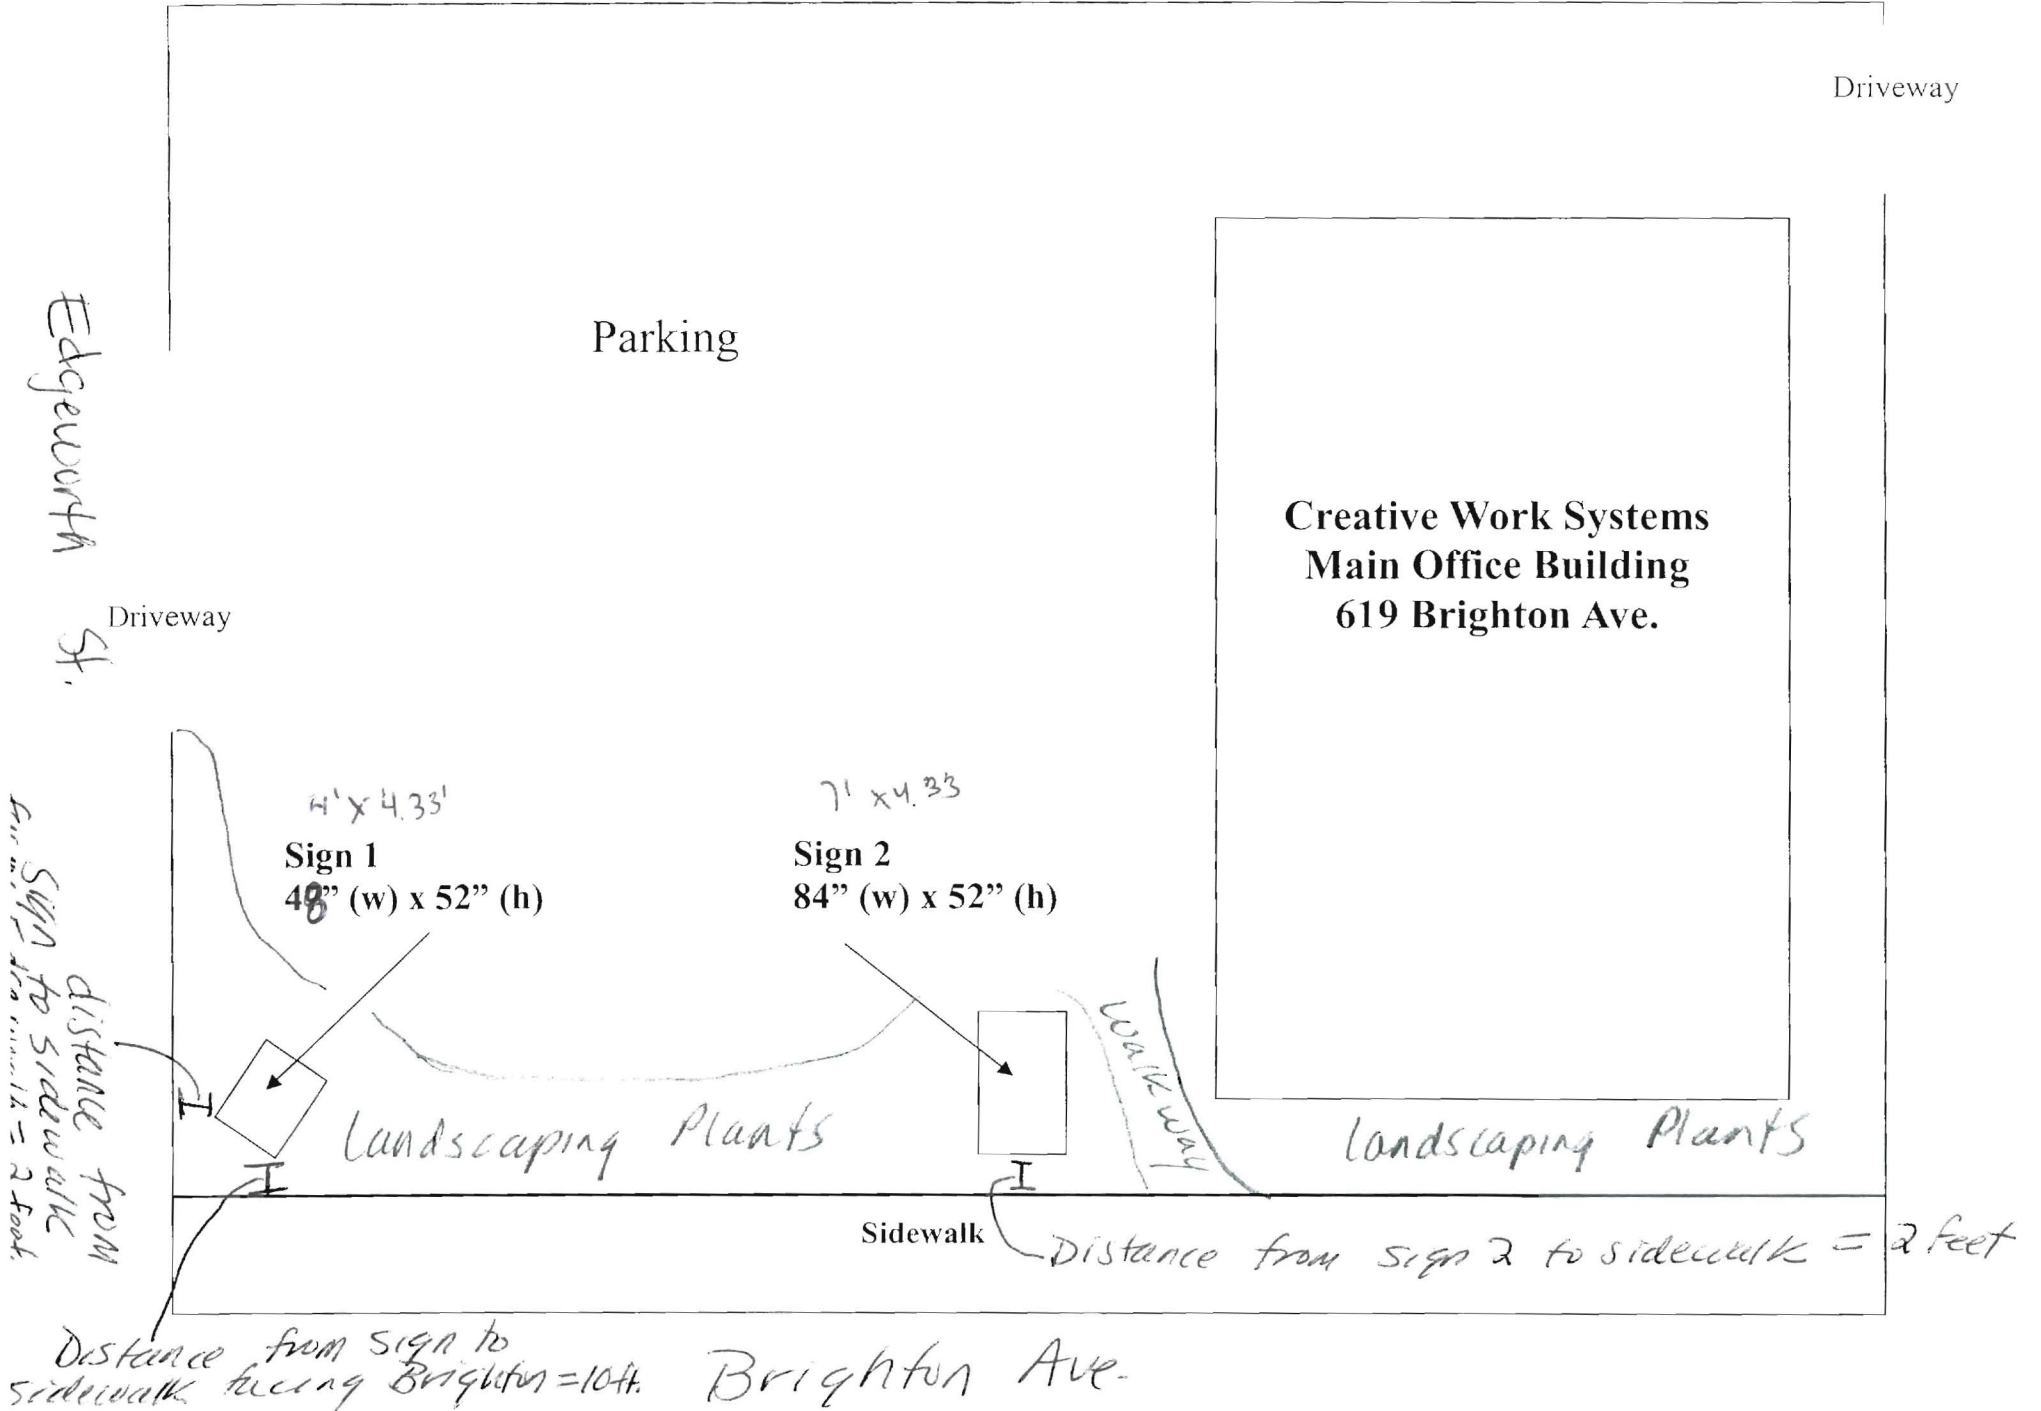 Driveway
Parking
Edgeworth St.
Creative Work Systems
Main Office Building
619 Brighton Ave.
Driveway
4' x 4.33'
Sign 1
48” (w) x 52” (h)
7' x 4.33
Sign 2
84” (w) x 52” (h)
distance from
sign to sidewalk
= 2 foot.
Walkway
Landscaping Plants
landscaping Plants
Sidewalk
Distance from sign 2 to sidewalk = 2 feet
Distance from sign to
sidewalk facing Brighton = 10ft.
Brighton Ave.